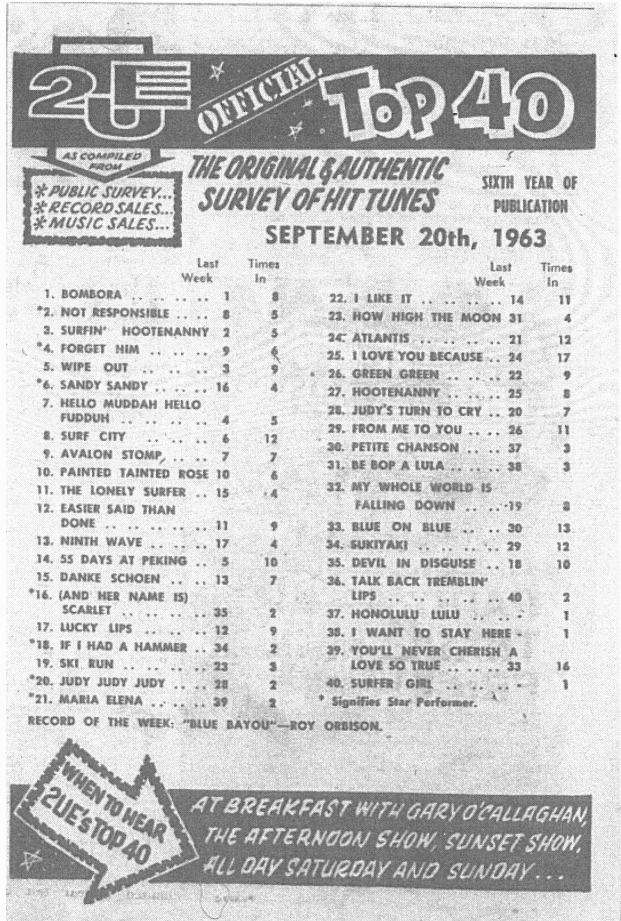 2UE
OFFICIAL
TOP 40
AS COMPILED
FROM
* PUBLIC SURVEY...
* RECORD SALES...
* MUSIC SALES...
THE ORIGINAL & AUTHENTIC
SURVEY OF HIT TUNES
SIXTH YEAR OF
PUBLICATION
SEPTEMBER 20th, 1963
Last Times
Week In
1. BOMBORA .. .. .. .. 1 8
*2. NOT RESPONSIBLE .. .. 8 5
3. SURFIN' HOOTENANNY 2 5
*4. FORGET HIM .. .. .. 9 6
5. WIPE OUT .. .. .. .. 3 9
*6. SANDY SANDY .. .. .. 16 4
7. HELLO MUDDAH HELLO
FUDDUH .. .. .. .. .. 4 5
8. SURF CITY .. .. .. 6 12
9. AVALON STOMP .. .. 7 7
10. PAINTED TAINTED ROSE 10 6
11. THE LONELY SURFER .. 15 4
12. EASIER SAID THAN
DONE .. .. .. .. .. .. 11 9
13. NINTH WAVE .. .. .. 17 4
14. 55 DAYS AT PEKING .. 5 10
15. DANKE SCHOEN .. .. .. 13 7
*16. (AND HER NAME IS)
SCARLET .. .. .. .. .. 35 2
17. LUCKY LIPS .. .. .. 12 9
*18. IF I HAD A HAMMER .. 34 2
19. SKI RUN .. .. .. .. .. 23 3
*20. JUDY JUDY JUDY .. .. 28 2
*21. MARIA ELENA .. .. .. 39 2
Last Times
Week In
22. I LIKE IT .. .. .. .. 14 11
23. HOW HIGH THE MOON 31 4
24. ATLANTIS .. .. .. .. 21 12
25. I LOVE YOU BECAUSE .. 24 17
26. GREEN GREEN .. .. .. 22 9
27. HOOTENANNY .. .. .. 25 8
28. JUDY'S TURN TO CRY .. 20 7
29. FROM ME TO YOU .. .. 26 11
30. PETITE CHANSON .. .. 37 3
31. BE BOP A LULA .. .. .. 38 3
32. MY WHOLE WORLD IS
FALLING DOWN .. .. 19 8
33. BLUE ON BLUE .. .. .. 30 13
34. SUKIYAKI .. .. .. .. .. 29 12
35. DEVIL IN DISGUISE .. .. 18 10
36. TALK BACK TREMBLIN'
LIPS .. .. .. .. .. .. 40 2
37. HONOLULU LULU .. .. - 1
38. I WANT TO STAY HERE - 1
39. YOU'LL NEVER CHERISH A
LOVE SO TRUE .. .. .. 33 16
40. SURFER GIRL .. .. .. .. - 1
* Signifies Star Performer.
RECORD OF THE WEEK: "BLUE BAYOU"—ROY ORBISON.
WHEN TO HEAR
2UE's TOP 40
AT BREAKFAST WITH GARY O'CALLAGHAN,
THE AFTERNOON SHOW, SUNSET SHOW,
ALL DAY SATURDAY AND SUNDAY...